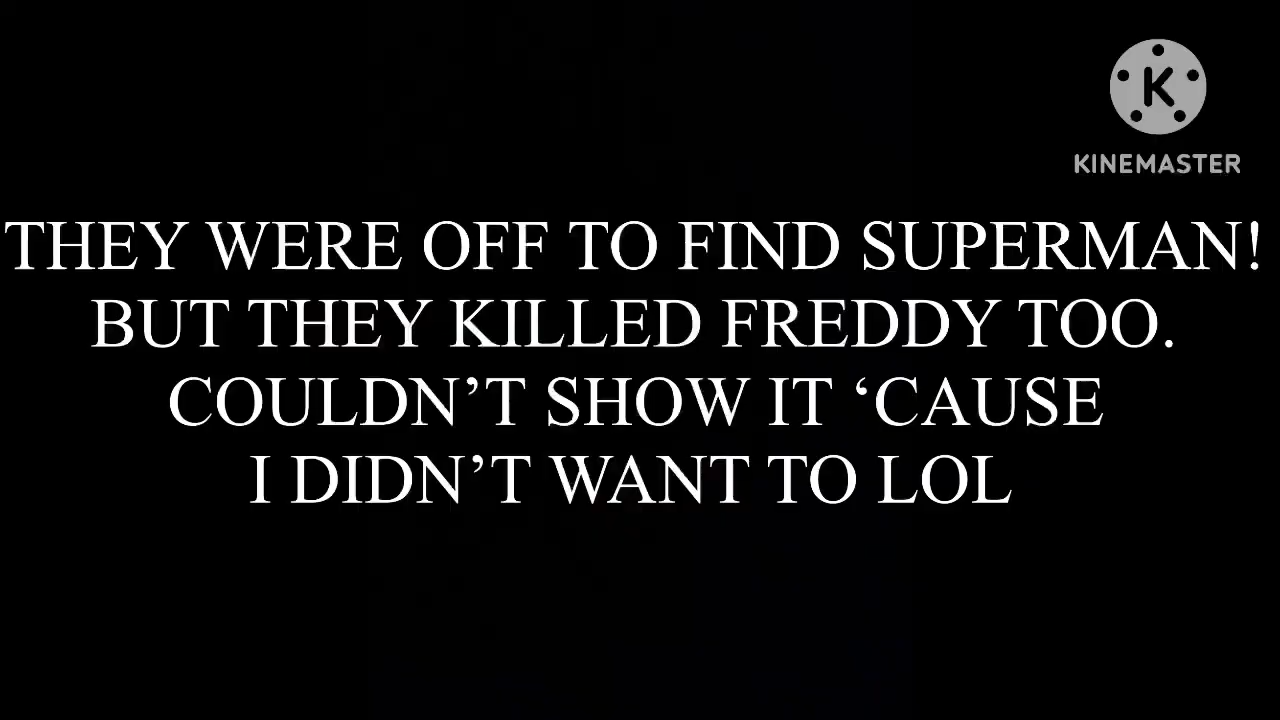 K
KINEMASTER
THEY WERE OFF TO FIND SUPERMAN!
BUT THEY KILLED FREDDY TOO.
COULDN’T SHOW IT ‘CAUSE
I DIDN’T WANT TO LOL